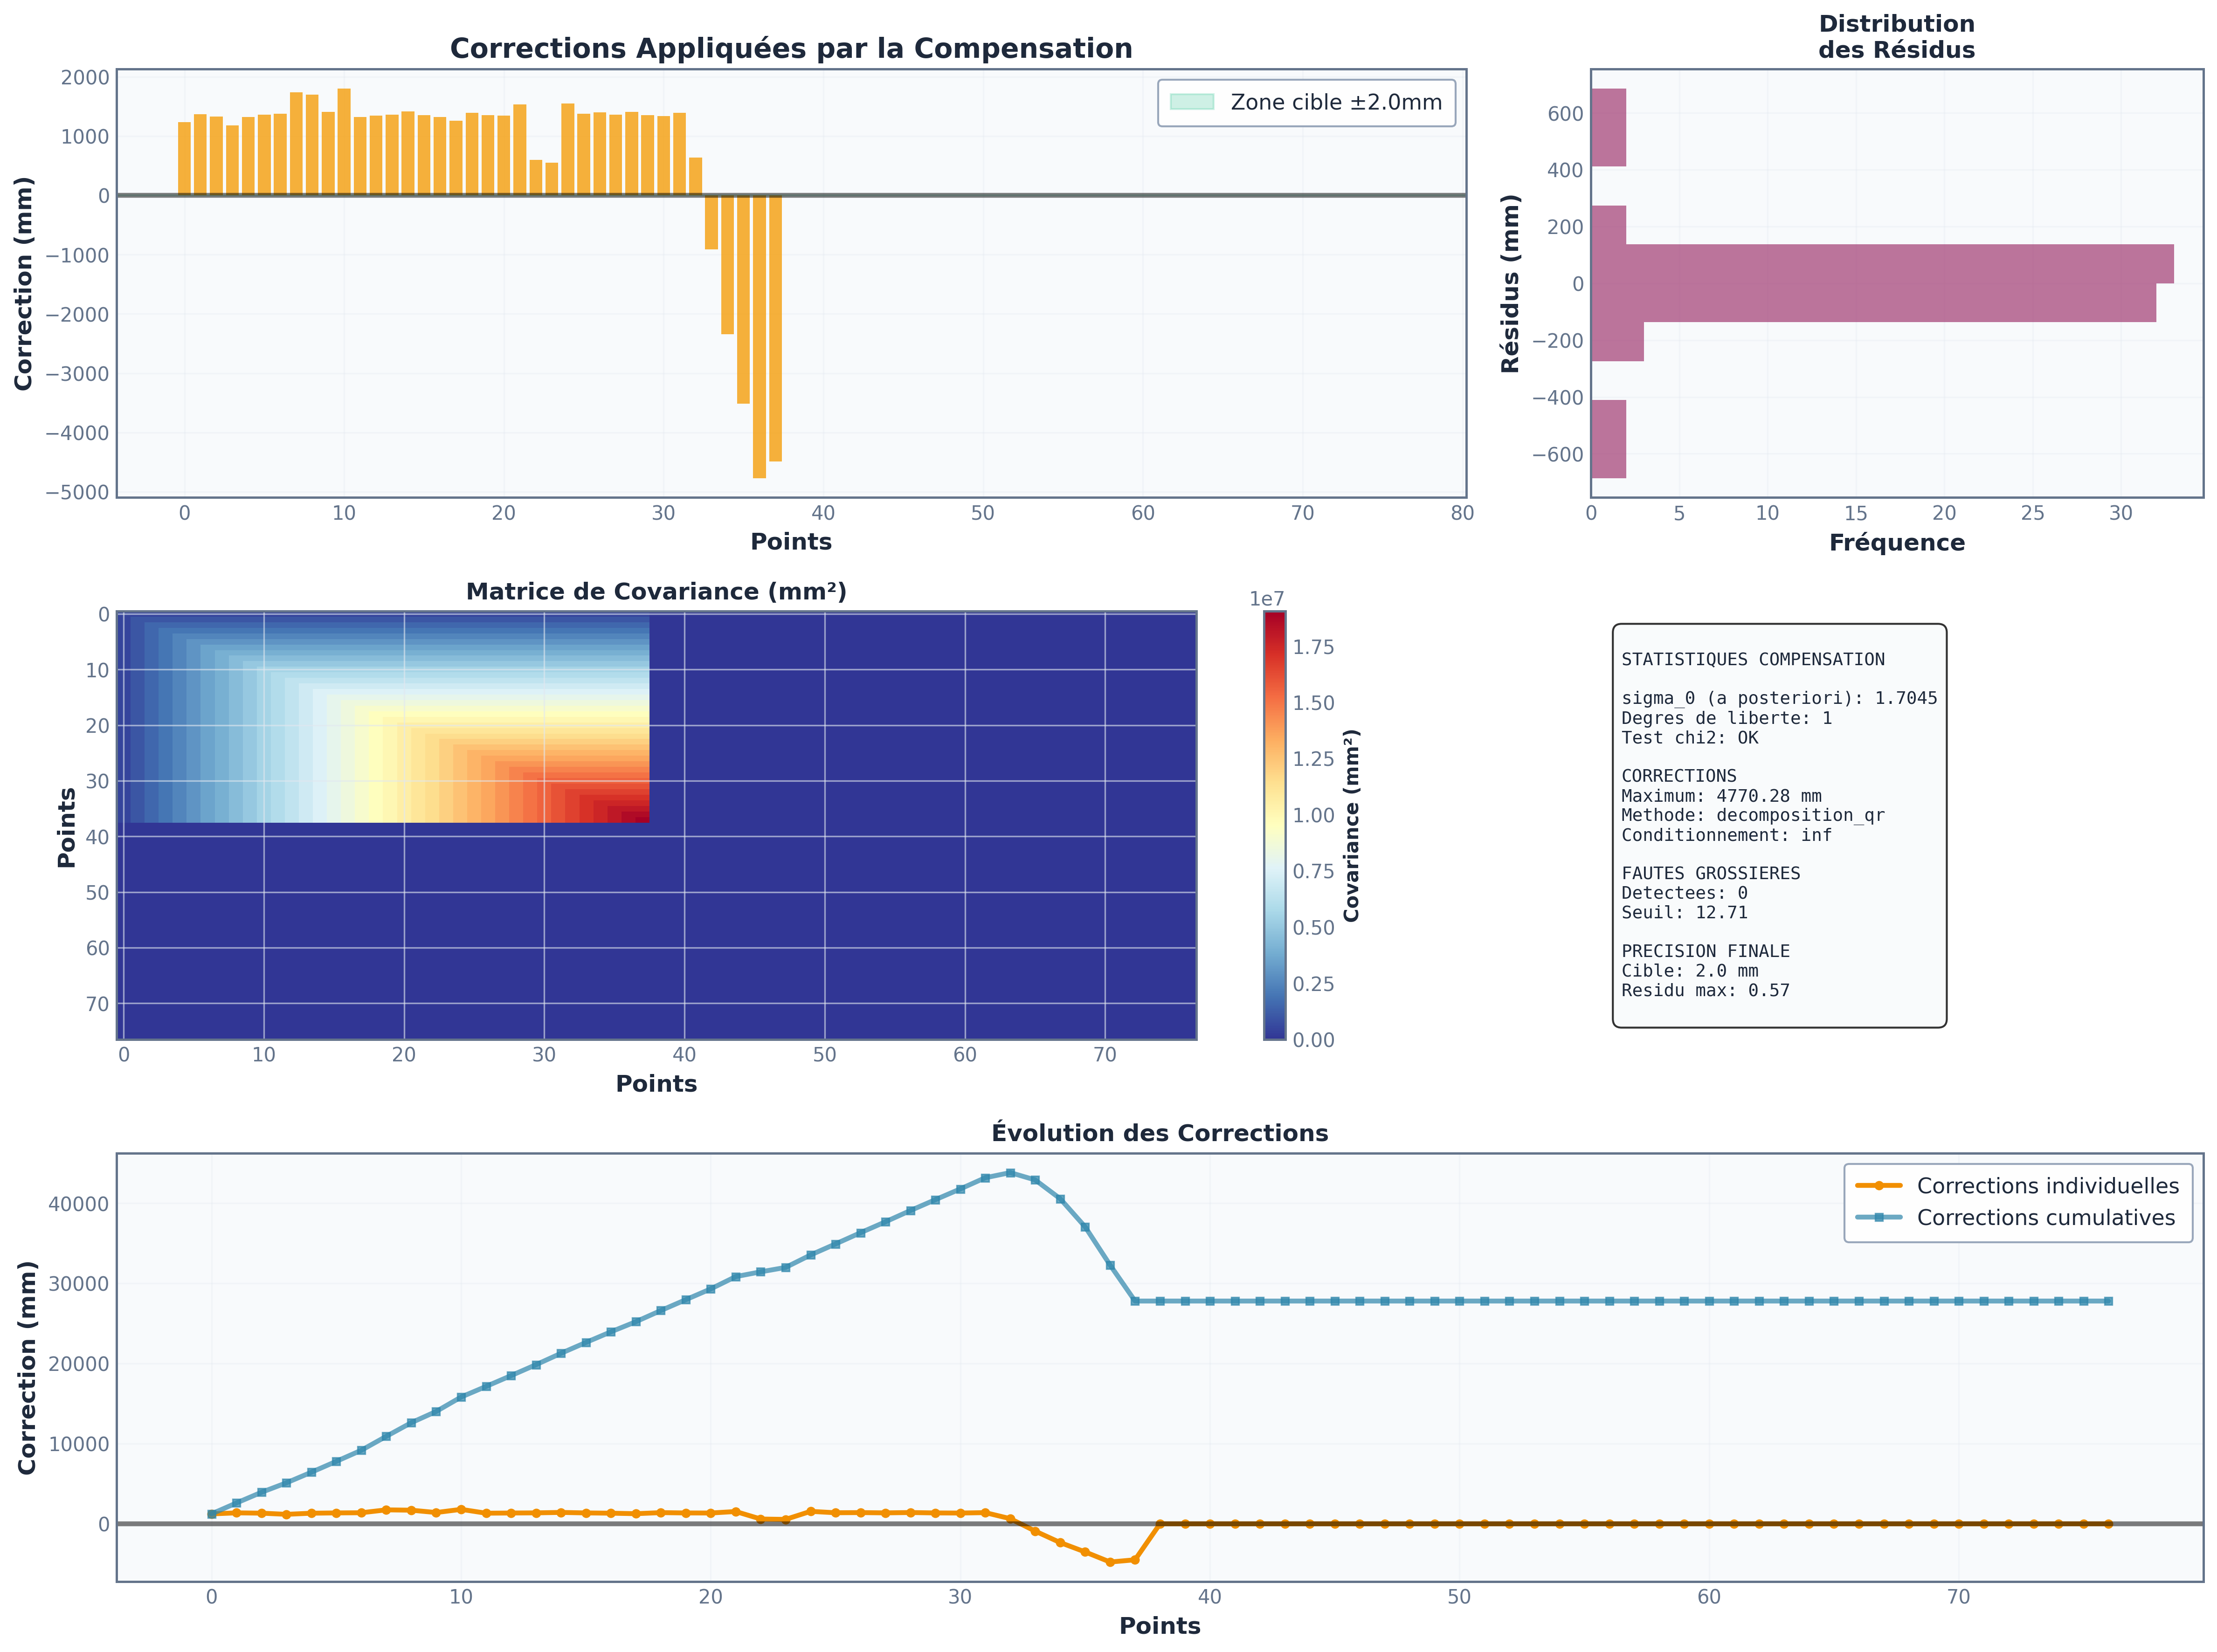 Corrections Appliquées par la Compensation
Correction (mm)
2000
1000
0
−1000
−2000
−3000
−4000
−5000
0 10 20 30 40 50 60 70 80
Points
Zone cible ±2.0mm
Distribution
des Résidus
Résidus (mm)
600
400
200
0
−200
−400
−600
0 5 10 15 20 25 30
Fréquence
Matrice de Covariance (mm²)
Points
0
10
20
30
40
50
60
70
0 10 20 30 40 50 60 70
Points
1e7
1.75
1.50
1.25
1.00
0.75
0.50
0.25
0.00
Covariance (mm²)
STATISTIQUES COMPENSATION
sigma_0 (a posteriori): 1.7045
Degres de liberte: 1
Test chi2: OK
CORRECTIONS
Maximum: 4770.28 mm
Methode: decomposition_qr
Conditionnement: inf
FAUTES GROSSIERES
Detectees: 0
Seuil: 12.71
PRECISION FINALE
Cible: 2.0 mm
Residu max: 0.57
Évolution des Corrections
Correction (mm)
40000
30000
20000
10000
0
0 10 20 30 40 50 60 70
Points
Corrections individuelles
Corrections cumulatives